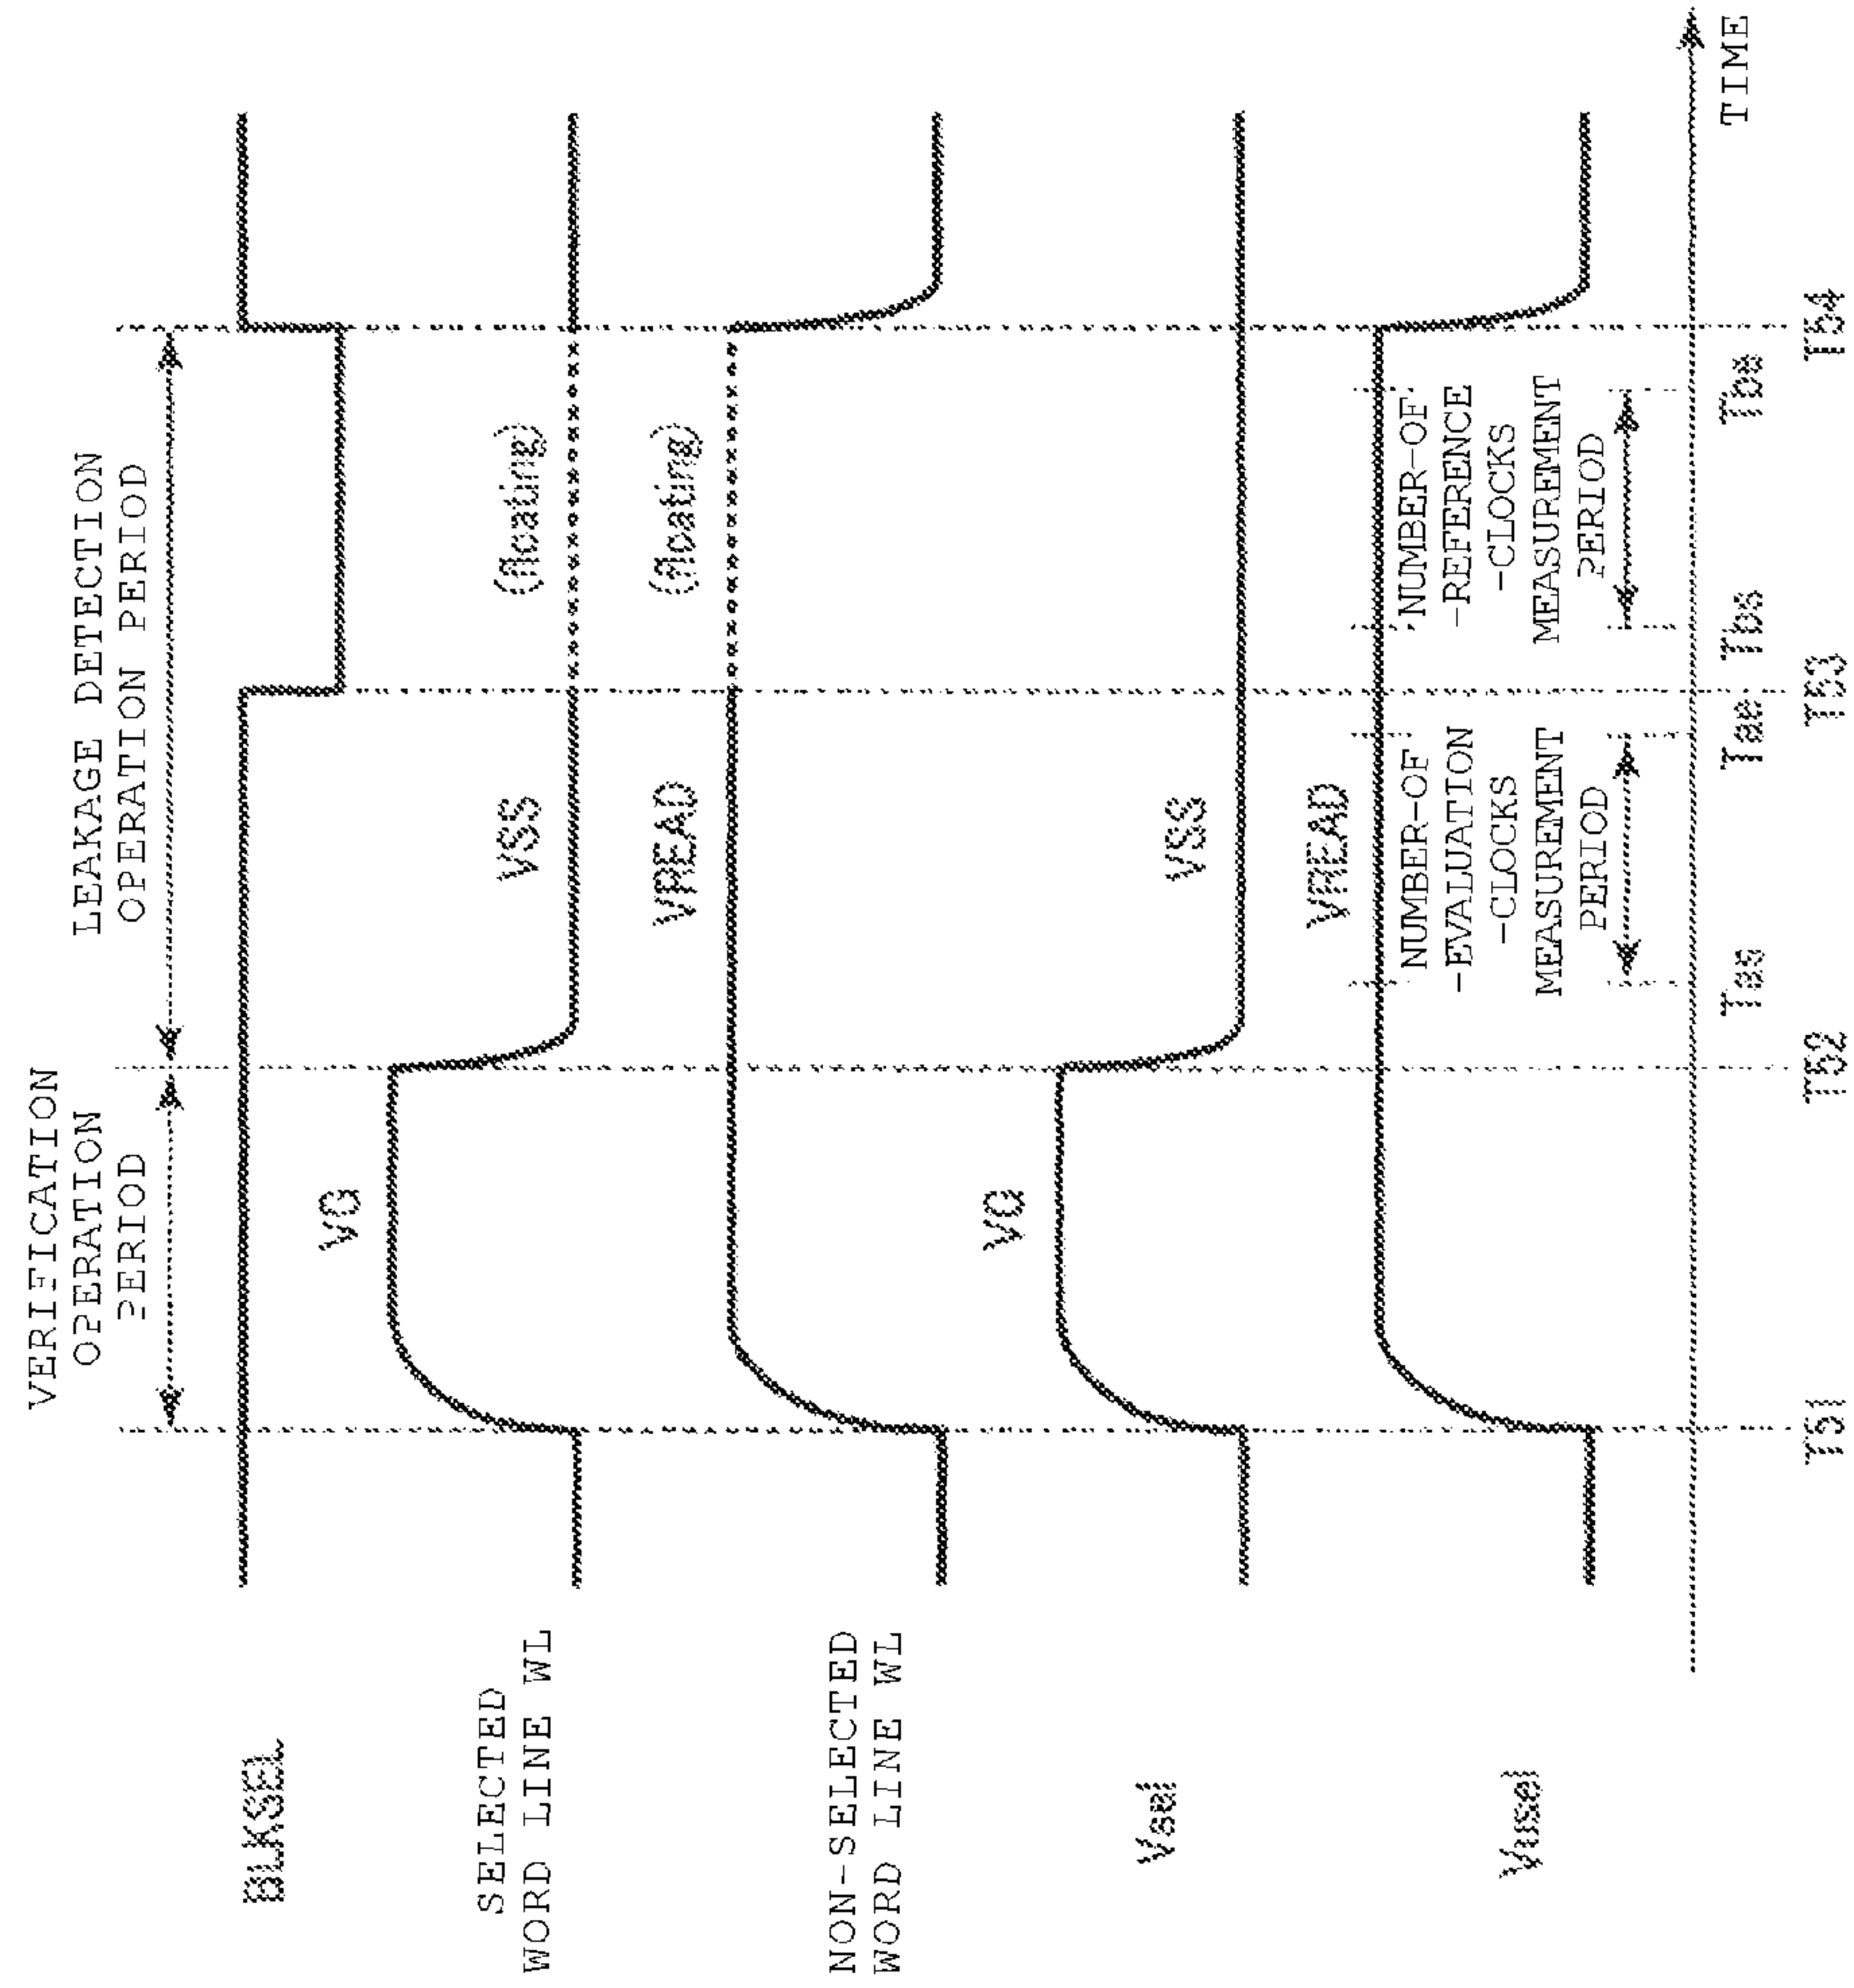 VERIFICATION
OPERATION
PERIOD
LEAKAGE DETECTION
OPERATION PERIOD
BLKSEL
SELECTED
WORD LINE WL
VG
VSS
(floating)
NON-SELECTED
WORD LINE WL
VREAD
(floating)
Vsel
VG
VSS
Vusel
VREAD
NUMBER-OF
-EVALUATION
-CLOCKS
MEASUREMENT
PERIOD
NUMBER-OF
-REFERENCE
-CLOCKS
MEASUREMENT
PERIOD
TIME
Tas
Tae
Tbs
Tbe
T51
T52
T53
T54